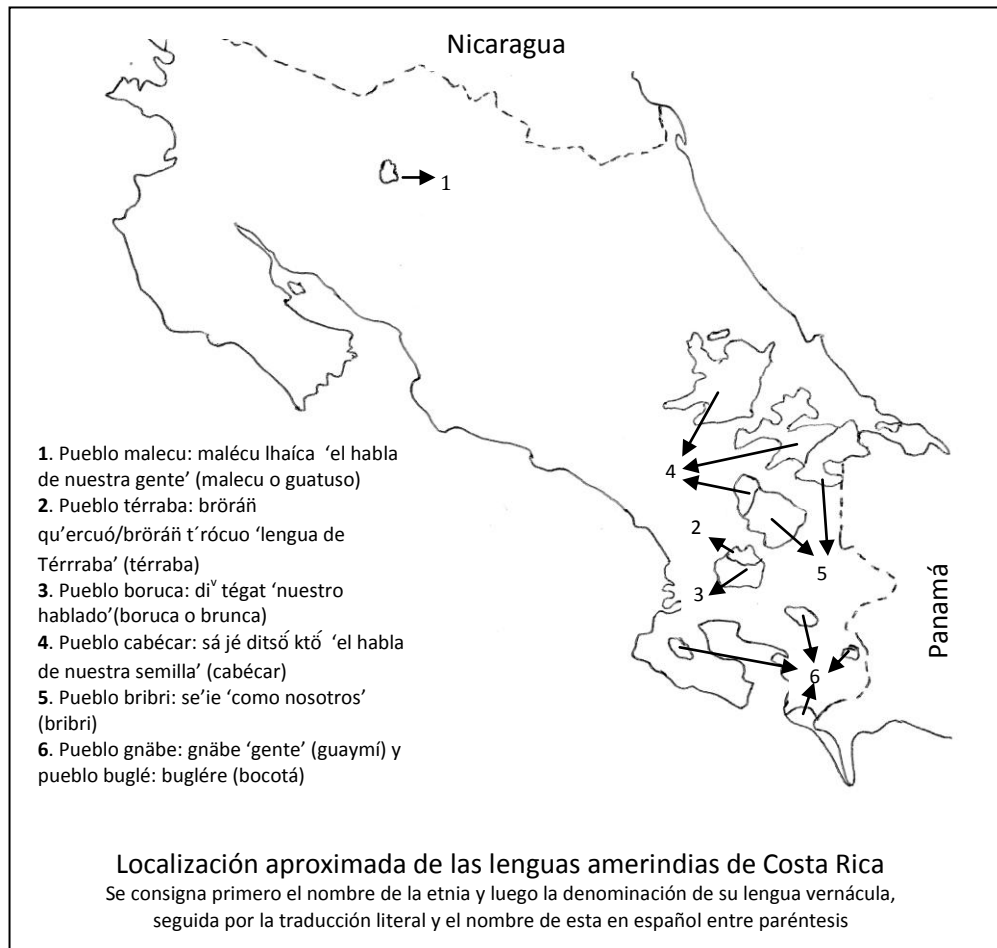 Nicaragua
1
4
2
3
5
6
Panamá
1. Pueblo malecu: malécu lhaíca ‘el habla
de nuestra gente’ (malecu o guatuso)
2. Pueblo térraba: bröráñ̈
qu’ercuó/bröráñ̈ t´rócuo ‘lengua de
Térrraba’ (térraba)
3. Pueblo boruca: diᵛ tégat ‘nuestro
hablado’(boruca o brunca)
4. Pueblo cabécar: sá jé ditsö́ ktö́ ‘el habla
de nuestra semilla’ (cabécar)
5. Pueblo bribri: se’ie ‘como nosotros’
(bribri)
6. Pueblo gnäbe: gnäbe ‘gente’ (guaymí) y
pueblo buglé: buglére (bocotá)
Localización aproximada de las lenguas amerindias de Costa Rica
Se consigna primero el nombre de la etnia y luego la denominación de su lengua vernácula,
seguida por la traducción literal y el nombre de esta en español entre paréntesis